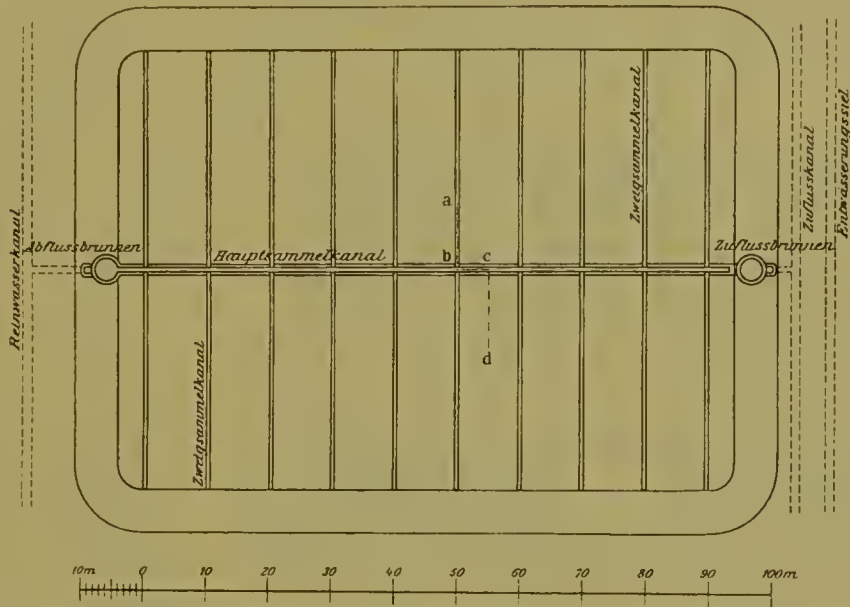 Reinwasserkanal
Abflussbrunnen
Hauptsammelkanal
Zweigsammelkanal
a
b
c
d
Zweigsammelkanal
Zuflussbrunnen
Zuflusskanal
Entwässerungssiel
10m 0 10 20 30 40 50 60 70 80 90 100m